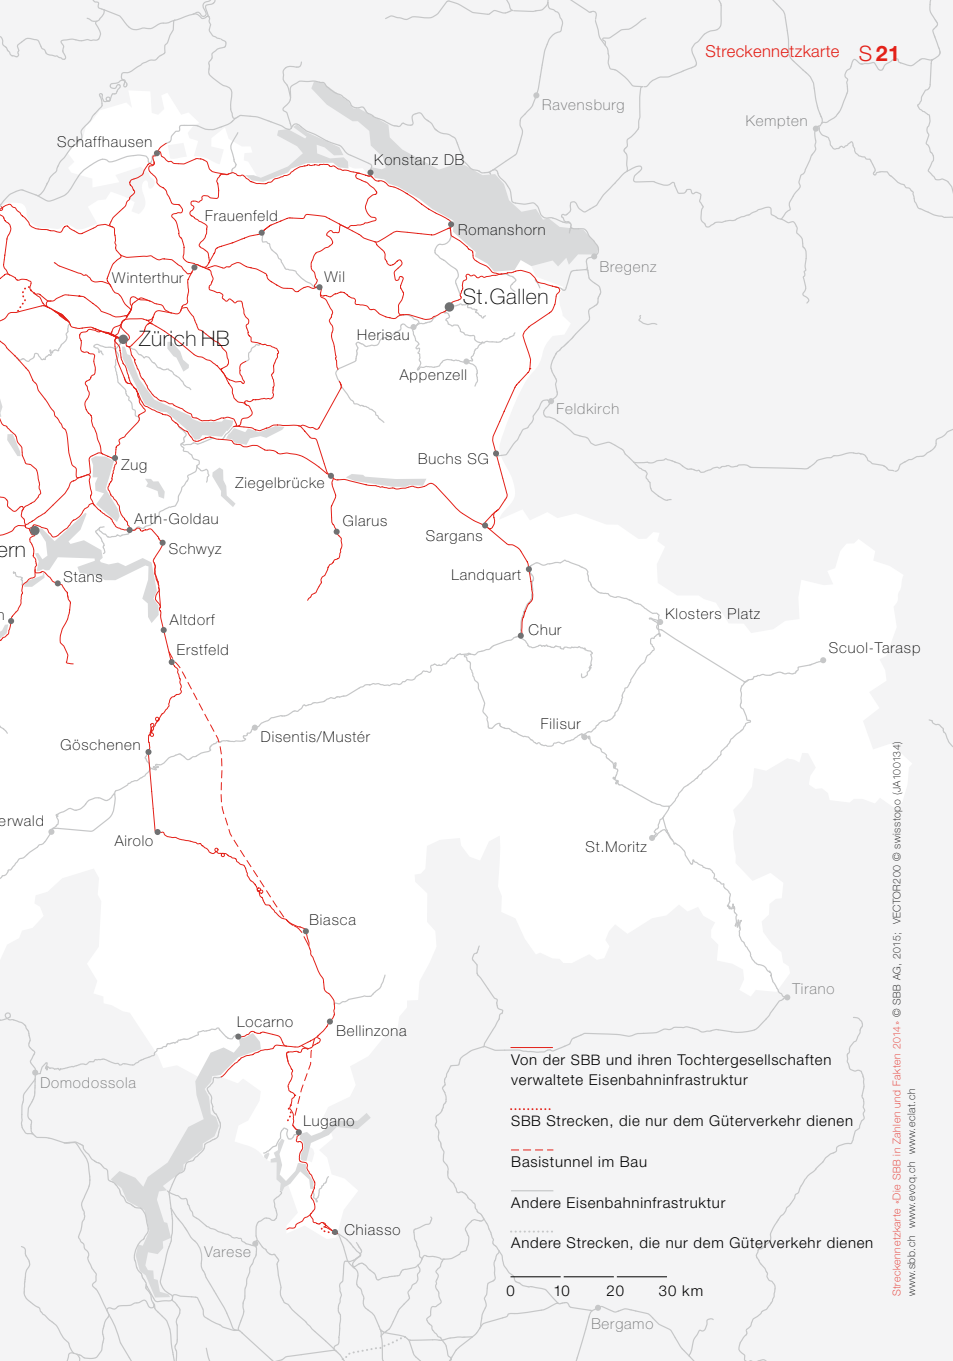 Streckennetzkarte S 21
Ravensburg
Kempten
Schaffhausen
Konstanz DB
Frauenfeld
Romanshorn
Bregenz
Winterthur
Wil
St.Gallen
Herisau
Zürich HB
Appenzell
Feldkirch
Buchs SG
Zug
Ziegelbrücke
Arth-Goldau
Glarus
Sargans
ern
Schwyz
Stans
Landquart
n
Altdorf
Klosters Platz
Chur
Erstfeld
Scuol-Tarasp
Filisur
Disentis/Mustér
Göschenen
erwald
Airolo
St.Moritz
Biasca
Tirano
Locarno
Bellinzona
Domodossola
Lugano
Chiasso
Varese
Bergamo
Von der SBB und ihren Tochtergesellschaften
verwaltete Eisenbahninfrastruktur
SBB Strecken, die nur dem Güterverkehr dienen
Basistunnel im Bau
Andere Eisenbahninfrastruktur
Andere Strecken, die nur dem Güterverkehr dienen
0 10 20 30 km
Streckennetzkarte «Die SBB in Zahlen und Fakten 2014» © SBB AG, 2015; VECTOR200 © swisstopo (JA100134)
www.sbb.ch www.evoq.ch www.eclat.ch